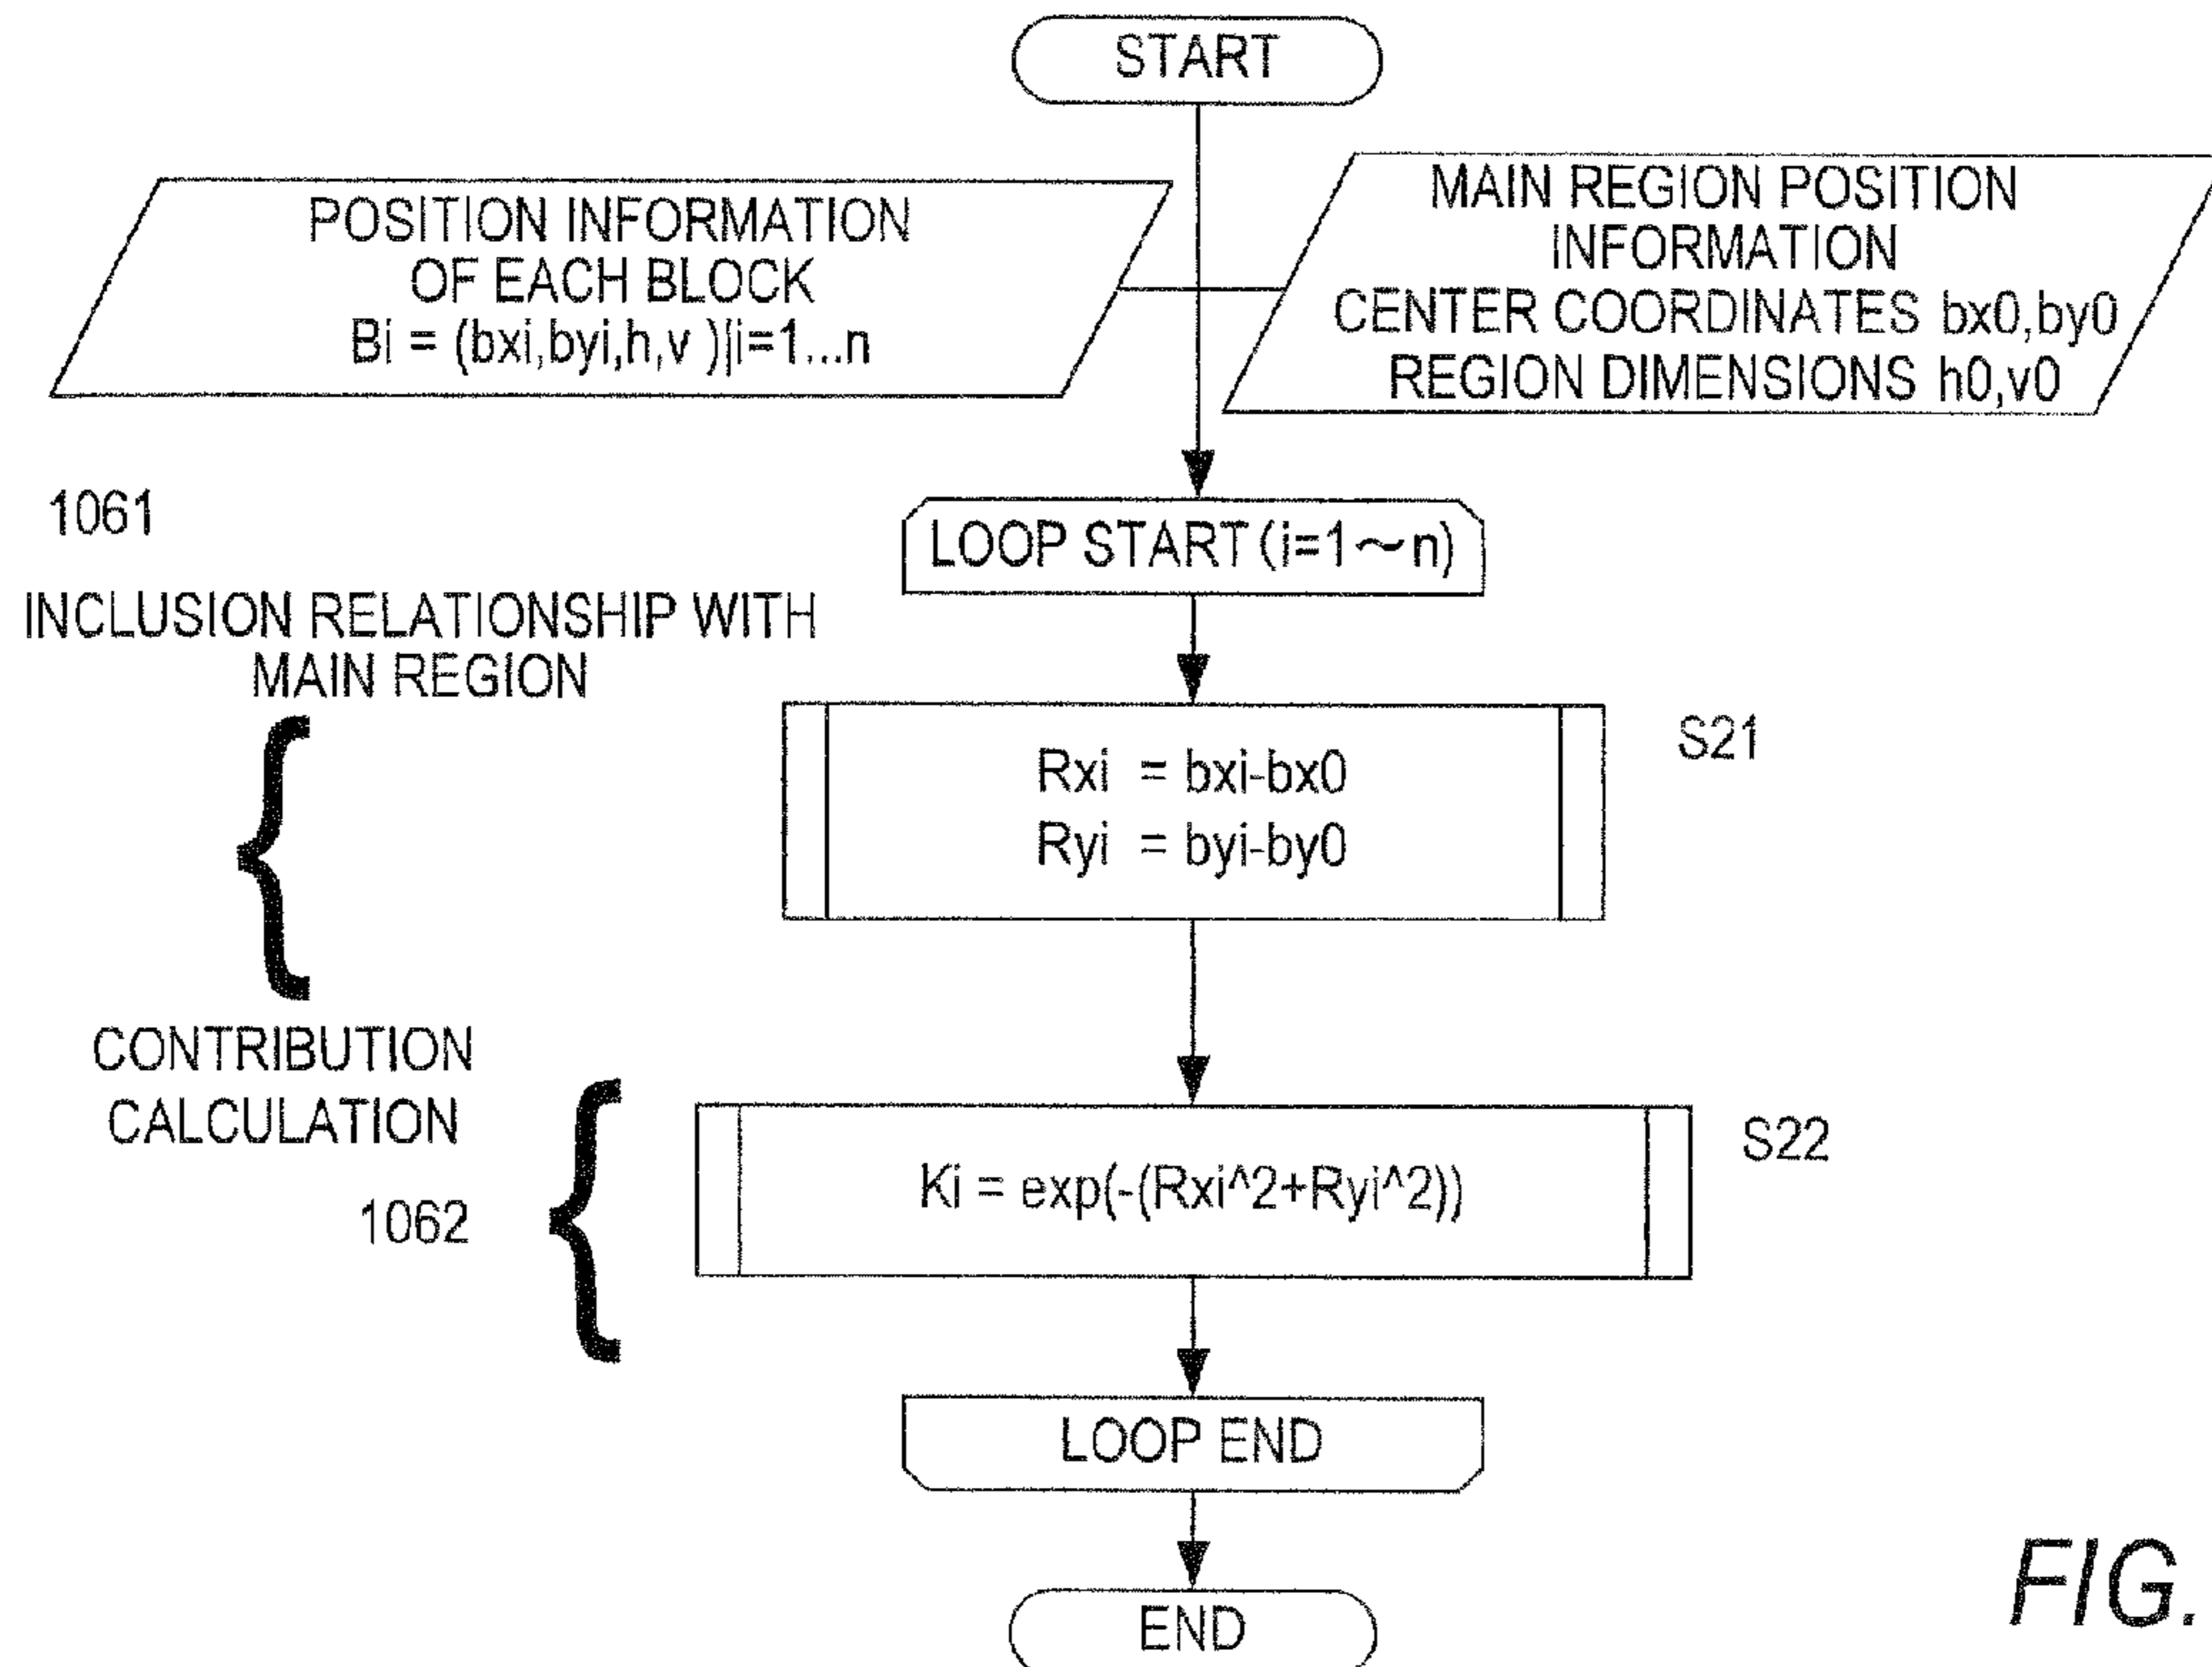 START
POSITION INFORMATION
OF EACH BLOCK
Bi = (bxi,byi,h,v )|i=1...n
MAIN REGION POSITION
INFORMATION
CENTER COORDINATES bx0,by0
REGION DIMENSIONS h0,v0
LOOP START (i=1～n)
1061
INCLUSION RELATIONSHIP WITH
MAIN REGION
Rxi = bxi-bx0
Ryi = byi-by0
S21
CONTRIBUTION
CALCULATION
1062
Ki = exp(-(Rxi^2+Ryi^2))
S22
LOOP END
END
FIG.